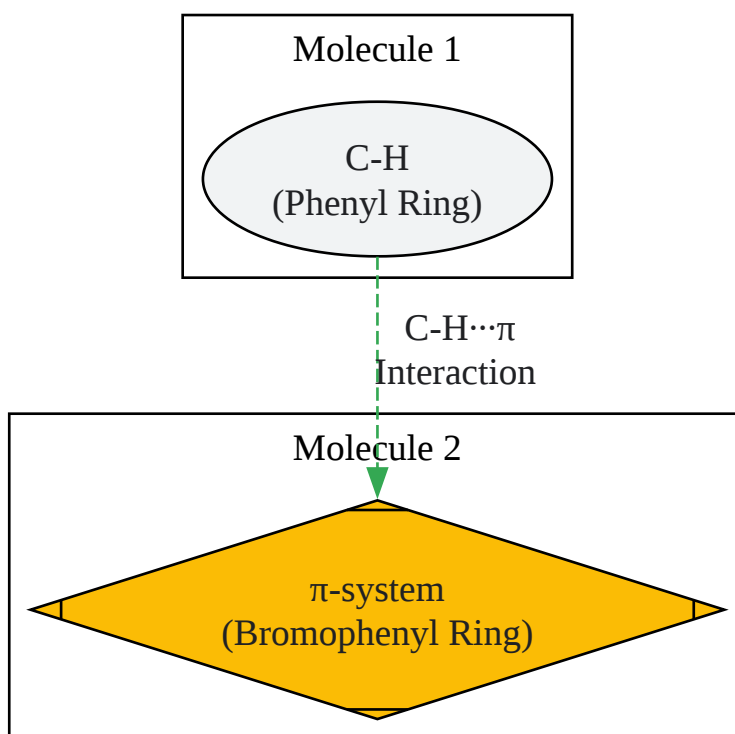 Molecule 1
C-H
(Phenyl Ring)
C-H···π
Interaction
Molecule 2
π-system
(Bromophenyl Ring)